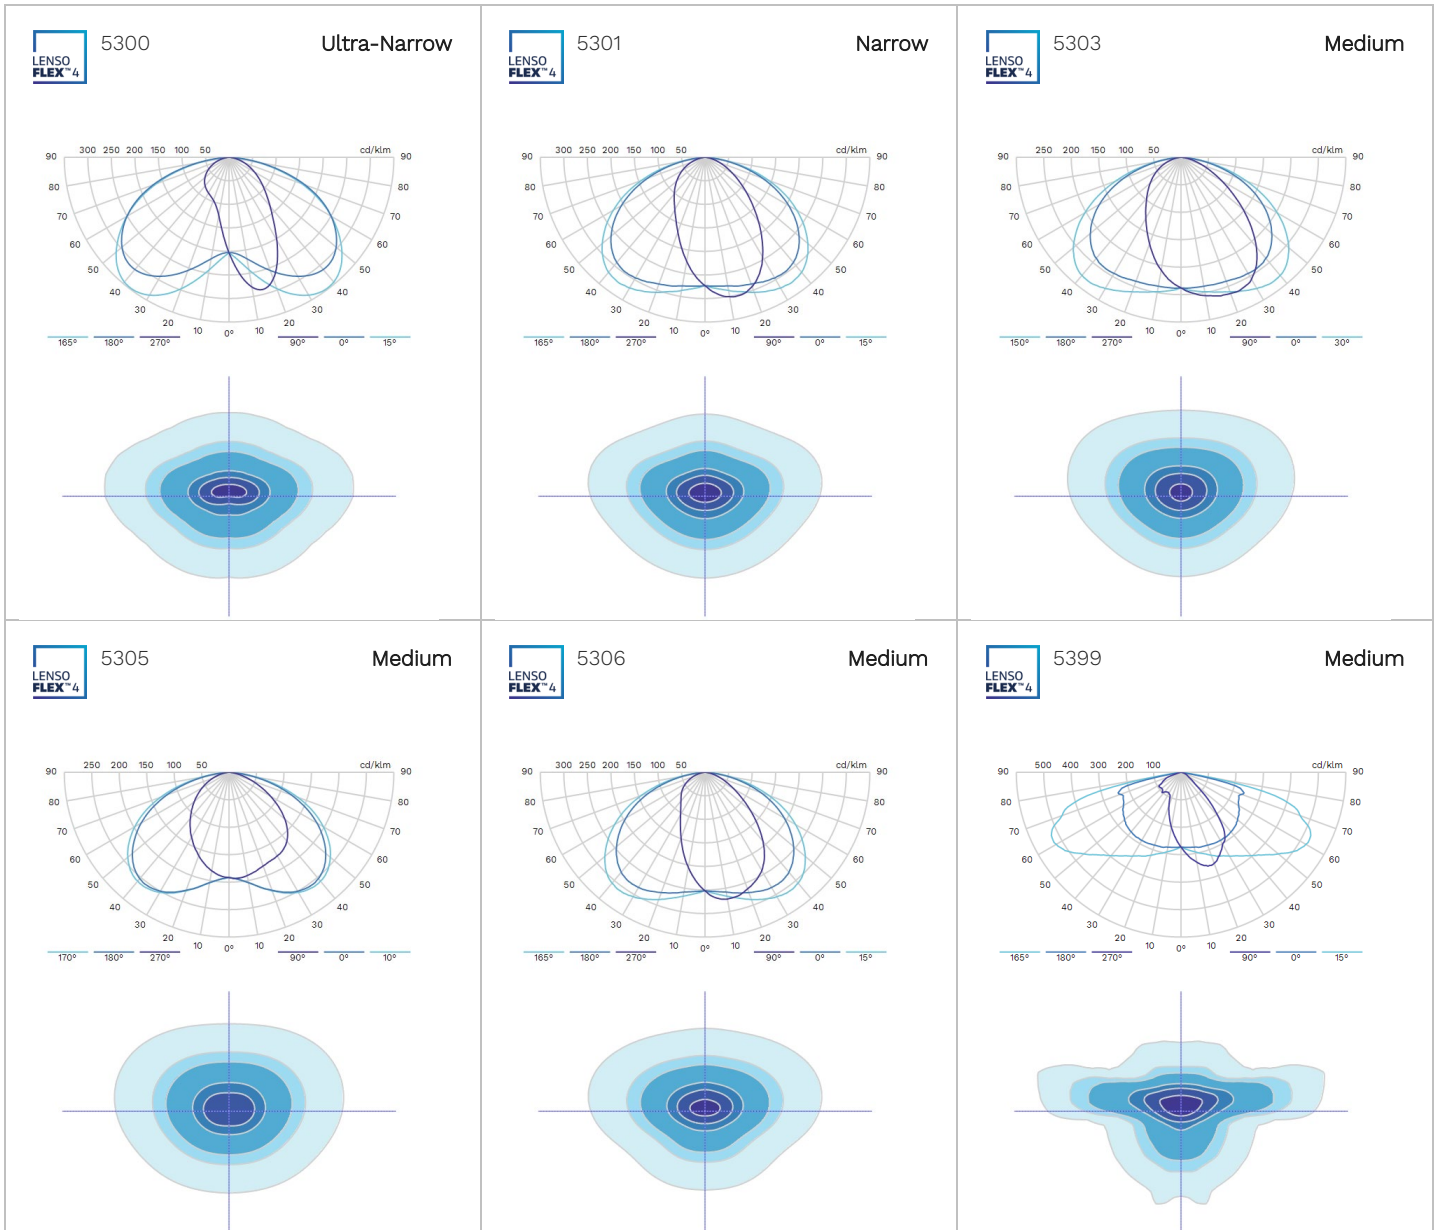 5300 Ultra-Narrow
LENSO
FLEX™4
300 250 200 150 100 50 cd/klm
90 90
80 80
70 70
60 60
50 50
40 40
30 30
20 10 0° 10 20
165° 180° 270° 90° 0° 15°
5301 Narrow
LENSO
FLEX™4
300 250 200 150 100 50 cd/klm
90 90
80 80
70 70
60 60
50 50
40 40
30 30
20 10 0° 10 20
165° 180° 270° 90° 0° 15°
5303 Medium
LENSO
FLEX™4
250 200 150 100 50 cd/klm
90 90
80 80
70 70
60 60
50 50
40 40
30 30
20 10 0° 10 20
150° 180° 270° 90° 0° 30°
5305 Medium
LENSO
FLEX™4
250 200 150 100 50 cd/klm
90 90
80 80
70 70
60 60
50 50
40 40
30 30
20 10 0° 10 20
170° 180° 270° 90° 0° 10°
5306 Medium
LENSO
FLEX™4
300 250 200 150 100 50 cd/klm
90 90
80 80
70 70
60 60
50 50
40 40
30 30
20 10 0° 10 20
165° 180° 270° 90° 0° 15°
5399 Medium
LENSO
FLEX™4
500 400 300 200 100 cd/klm
90 90
80 80
70 70
60 60
50 50
40 40
30 30
20 10 0° 10 20
165° 180° 270° 90° 0° 15°